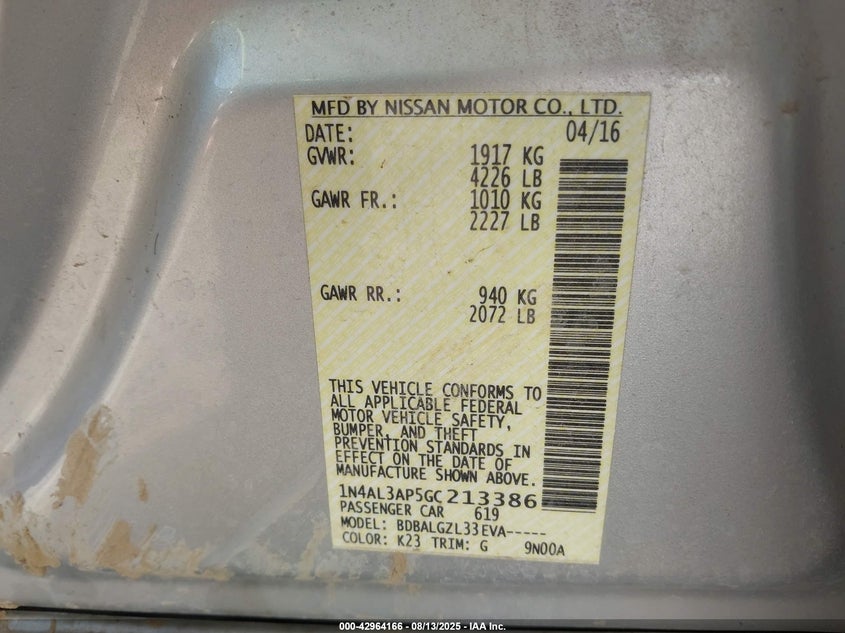 MFD BY NISSAN MOTOR CO., LTD.
DATE: 04/16
GVWR: 1917 KG
4226 LB
GAWR FR.: 1010 KG
2227 LB
GAWR RR.: 940 KG
2072 LB
THIS VEHICLE CONFORMS TO
ALL APPLICABLE FEDERAL
MOTOR VEHICLE SAFETY,
BUMPER, AND THEFT
PREVENTION STANDARDS IN
EFFECT ON THE DATE OF
MANUFACTURE SHOWN ABOVE.
1N4AL3AP5GC213386
PASSENGER CAR 619
MODEL: BDBALGZL33EVA-----
COLOR: K23 TRIM: G 9N00A
000-42964166 - 08/13/2025 - IAA Inc.